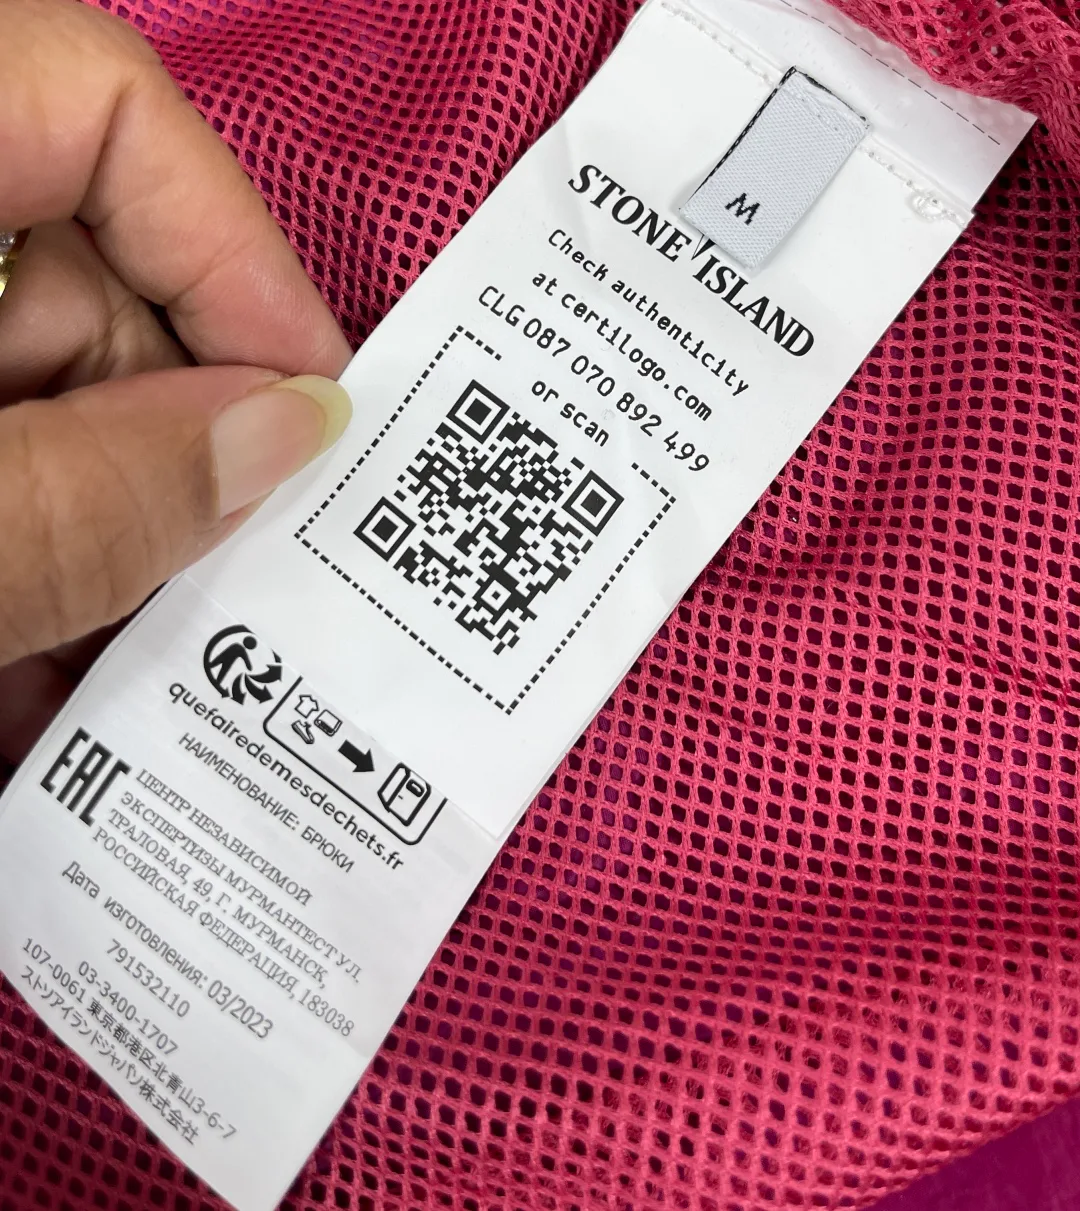 M
STONE ISLAND
Check authenticity
at certilogo.com
CLG 087 070 892 499
or scan
quefairedemesdechets.fr
НАИМЕНОВАНИЕ: БРЮКИ
EAC
ЦЕНТР НЕЗАВИСИМОЙ
ЭКСПЕРТИЗЫ МУРМАНТЕСТ УЛ.
ТРАЛОВАЯ, 49, Г. МУРМАНСК,
РОССИЙСКАЯ ФЕДЕРАЦИЯ, 183038
Дата изготовления: 03/2023
791532110
03-3400-1707
107-0061 東京都港区北青山3-6-7
ストンアイランドジャパン株式会社